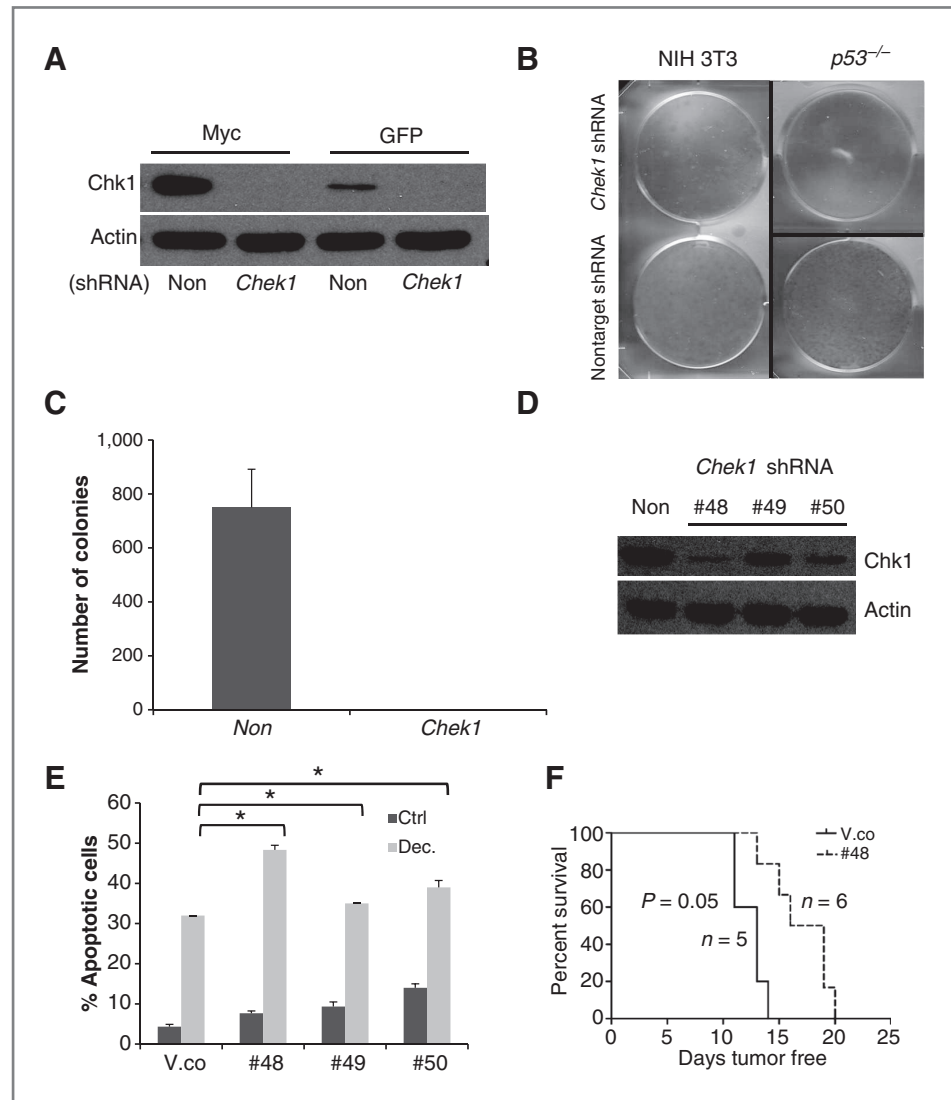 A
Myc GFP
Chk1
Actin
(shRNA) Non Chek1 Non Chek1
B
NIH 3T3 p53−/−
Chek1 shRNA
Nontarget shRNA
C
Number of colonies
1,000
800
600
400
200
0
Non Chek1
D
Chek1 shRNA
Non #48 #49 #50
Chk1
Actin
E
% Apoptotic cells
60
50
40
30
20
10
0
* * *
Ctrl
Dec.
V.co #48 #49 #50
F
Percent survival
100
80
60
40
20
0
V.co
#48
P = 0.05
n = 6
n = 5
0 5 10 15 20 25
Days tumor free